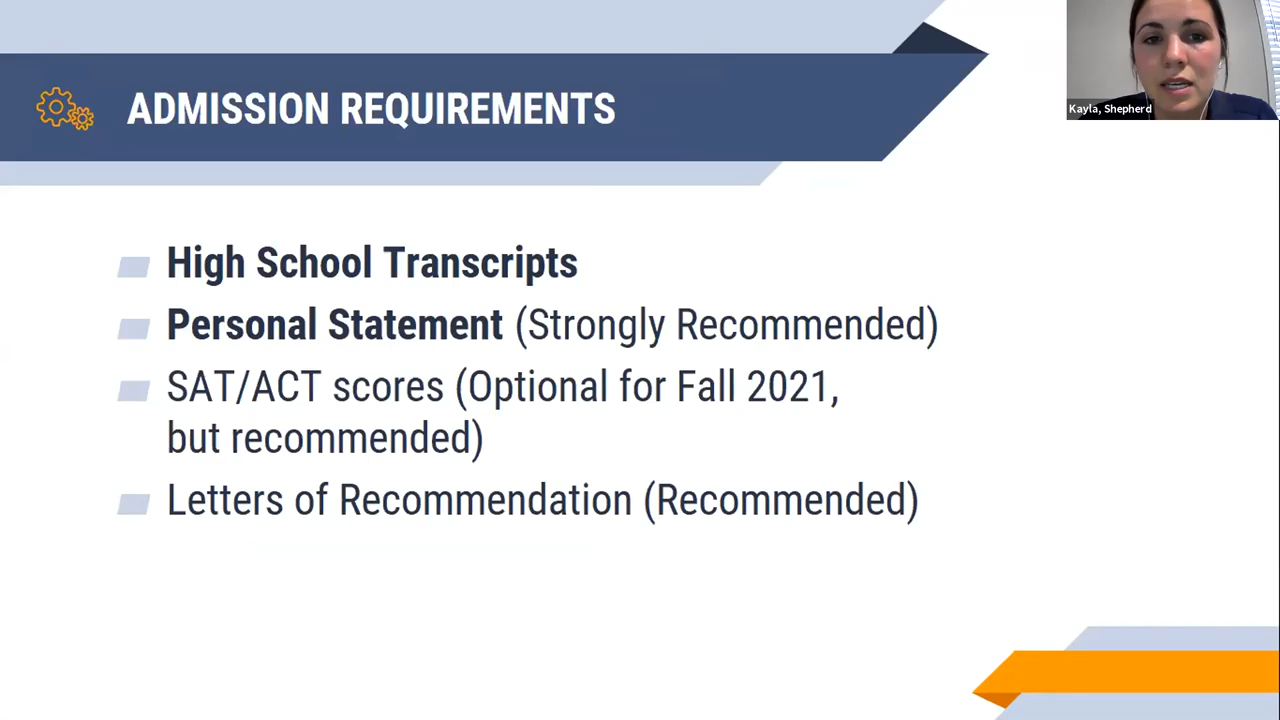 ADMISSION REQUIREMENTS
Kayla, Shepherd
High School Transcripts
Personal Statement (Strongly Recommended)
SAT/ACT scores (Optional for Fall 2021,
but recommended)
Letters of Recommendation (Recommended)